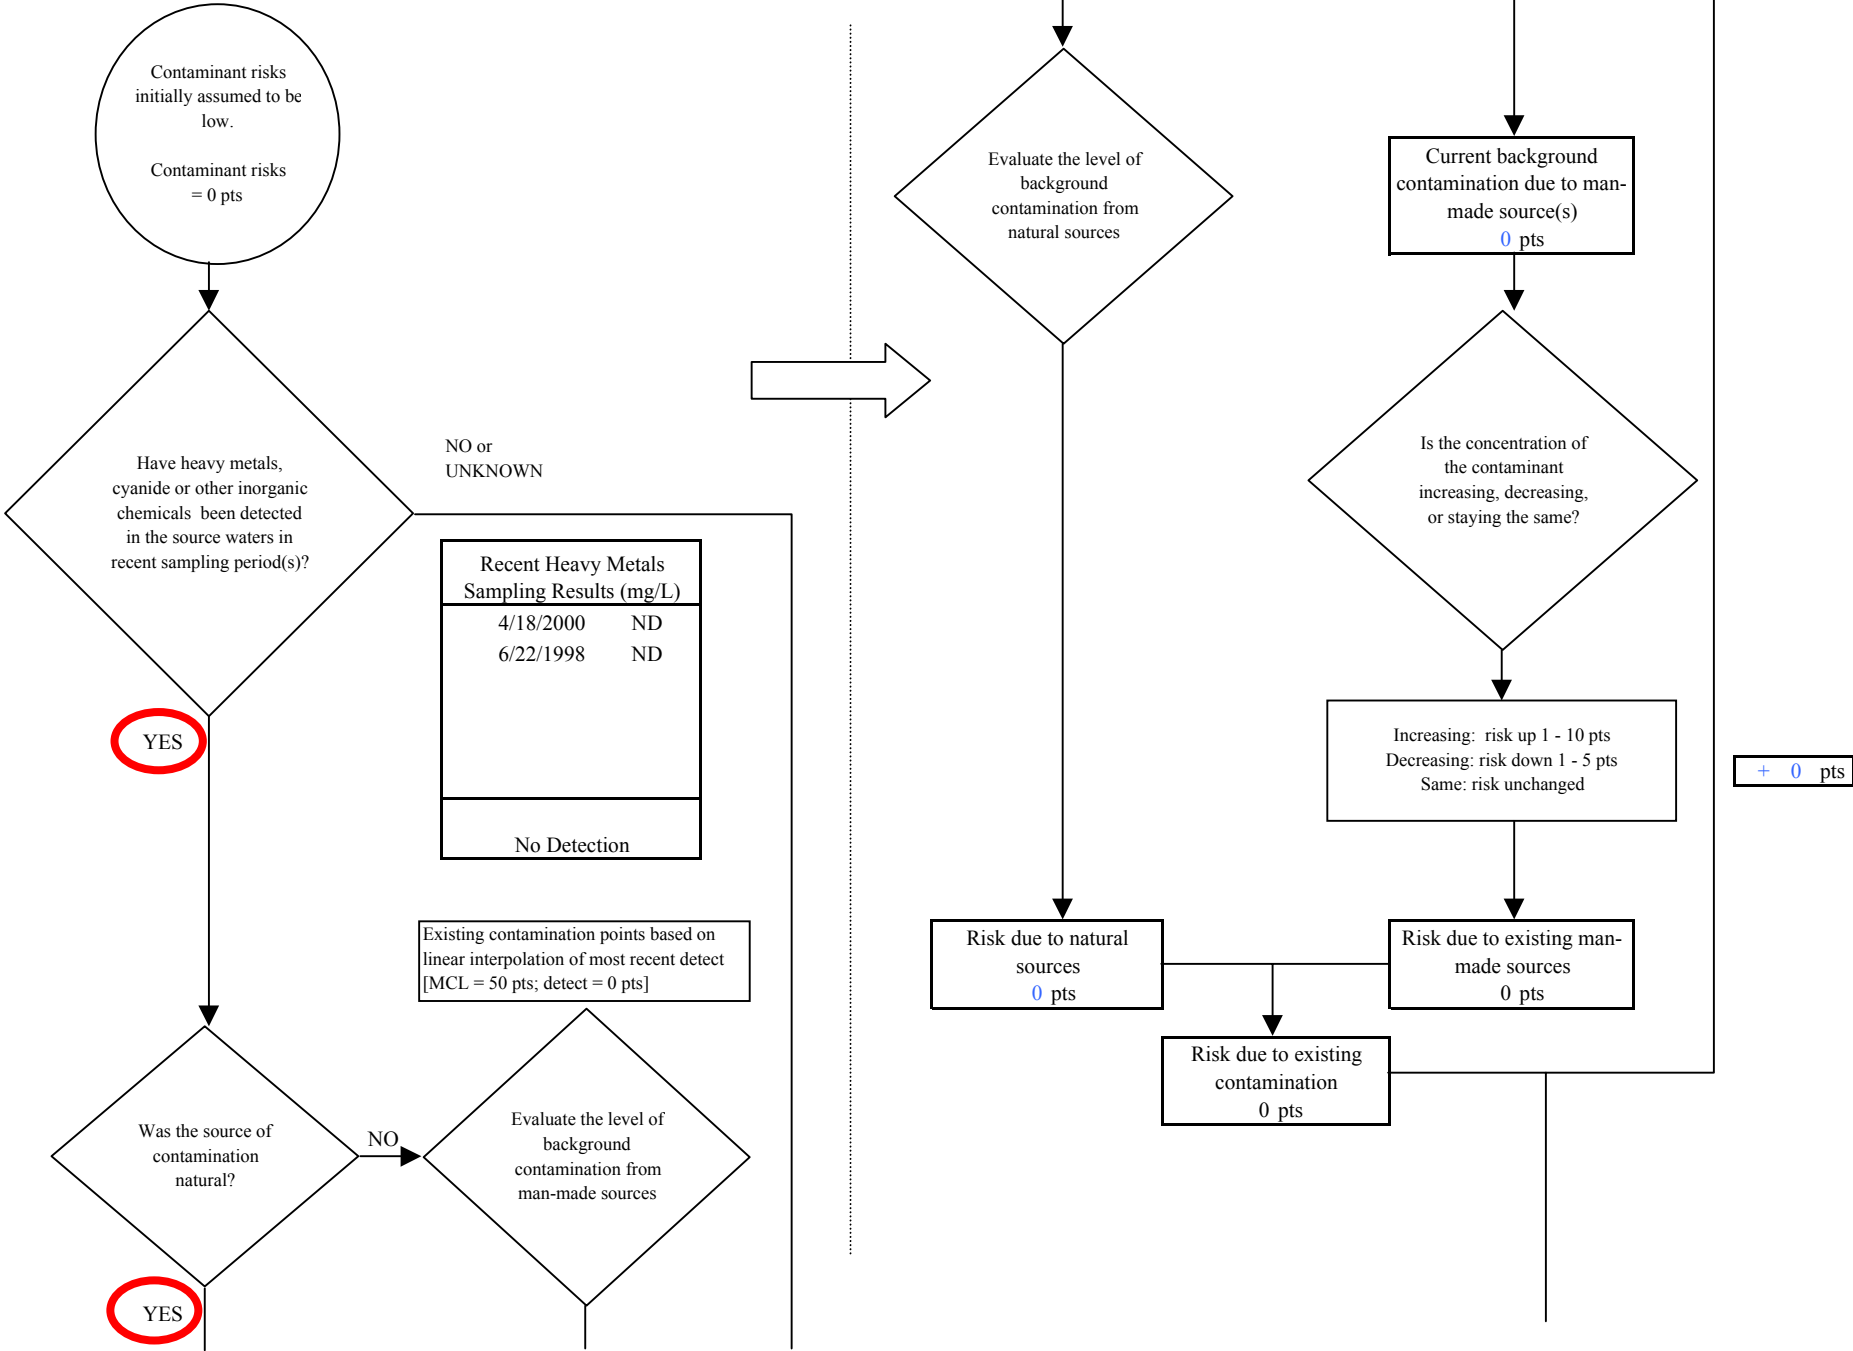 Contaminant risks
initially assumed to be
low.
Contaminant risks
= 0 pts
Have heavy metals,
cyanide or other inorganic
chemicals been detected
in the source waters in
recent sampling period(s)?
NO or
UNKNOWN
YES
Recent Heavy Metals
Sampling Results (mg/L)
4/18/2000 ND
6/22/1998 ND
No Detection
Existing contamination points based on
linear interpolation of most recent detect
[MCL = 50 pts; detect = 0 pts]
Was the source of
contamination
natural?
NO
YES
Evaluate the level of
background
contamination from
man-made sources
Evaluate the level of
background
contamination from
natural sources
Current background
contamination due to man-
made source(s)
0 pts
Is the concentration of
the contaminant
increasing, decreasing,
or staying the same?
Increasing: risk up 1 - 10 pts
Decreasing: risk down 1 - 5 pts
Same: risk unchanged
+ 0 pts
Risk due to natural
sources
0 pts
Risk due to existing man-
made sources
0 pts
Risk due to existing
contamination
0 pts